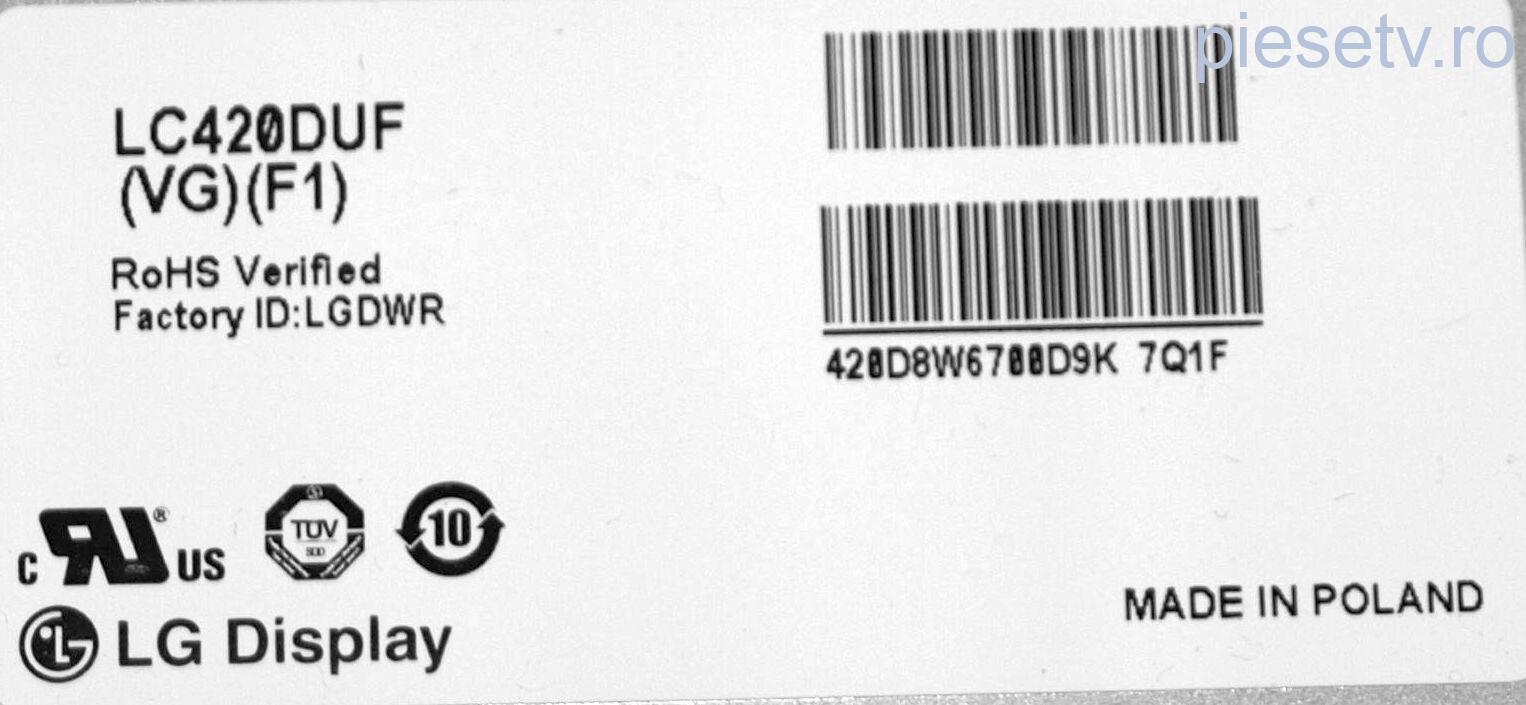 piesetv.ro
LC420DUF
(VG)(F1)
RoHS Verified
Factory ID:LGDWR
420D8W6700D9K 7Q1F
C UL® US
TÜV
10
MADE IN POLAND
LG Display